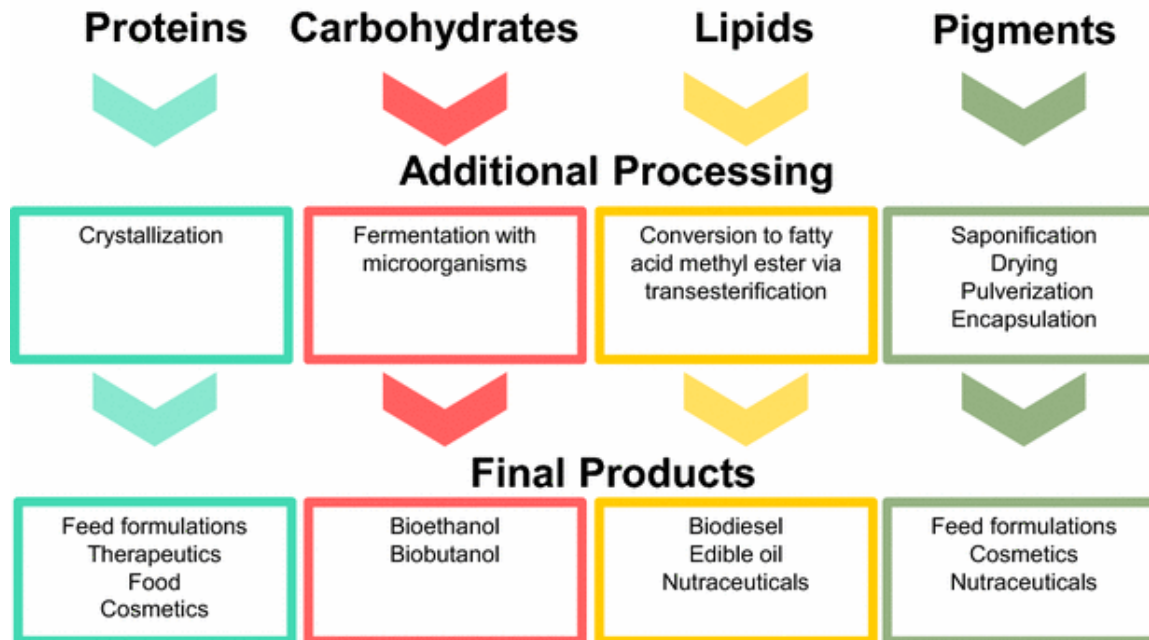 Proteins
Carbohydrates
Lipids
Pigments
Additional Processing
Crystallization
Fermentation with
microorganisms
Conversion to fatty
acid methyl ester via
transesterification
Saponification
Drying
Pulverization
Encapsulation
Final Products
Feed formulations
Therapeutics
Food
Cosmetics
Bioethanol
Biobutanol
Biodiesel
Edible oil
Nutraceuticals
Feed formulations
Cosmetics
Nutraceuticals